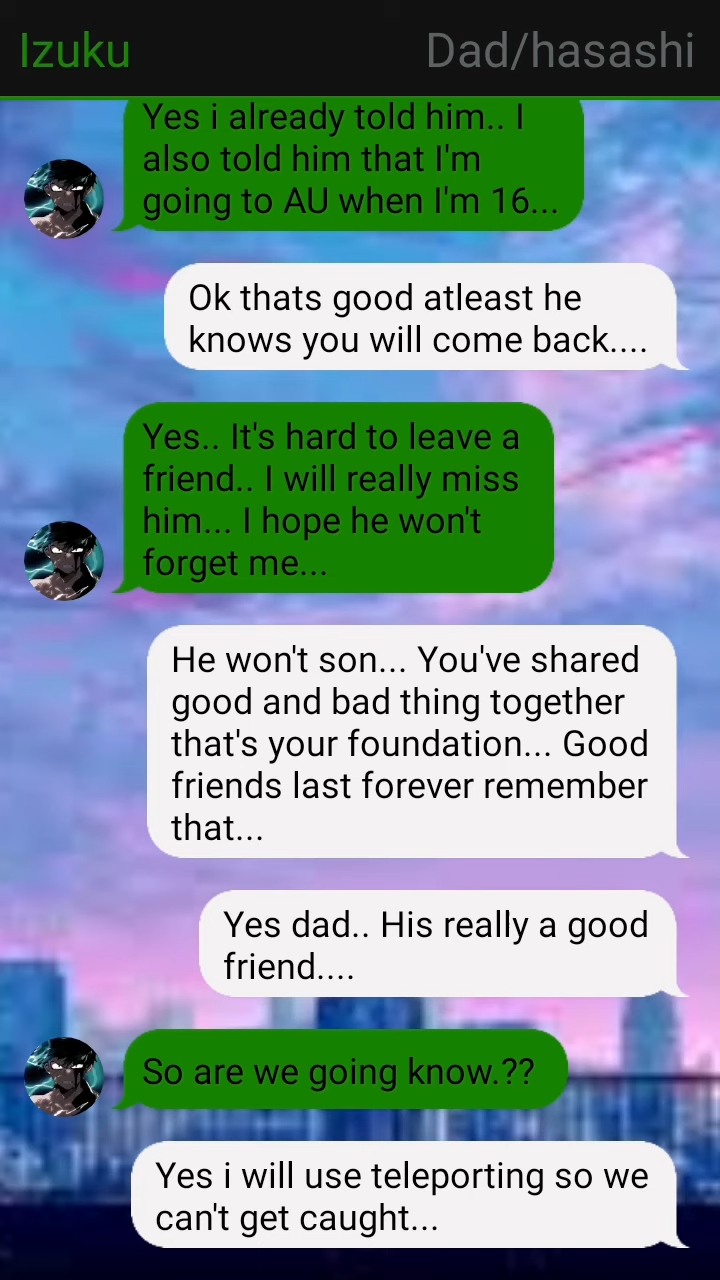 Izuku
Dad/hasashi
Yes i already told him.. I
also told him that I'm
going to AU when I'm 16...
Ok thats good atleast he
knows you will come back....
Yes.. It's hard to leave a
friend.. I will really miss
him... I hope he won't
forget me...
He won't son... You've shared
good and bad thing together
that's your foundation... Good
friends last forever remember
that...
Yes dad.. His really a good
friend....
So are we going know.??
Yes i will use teleporting so we
can't get caught...